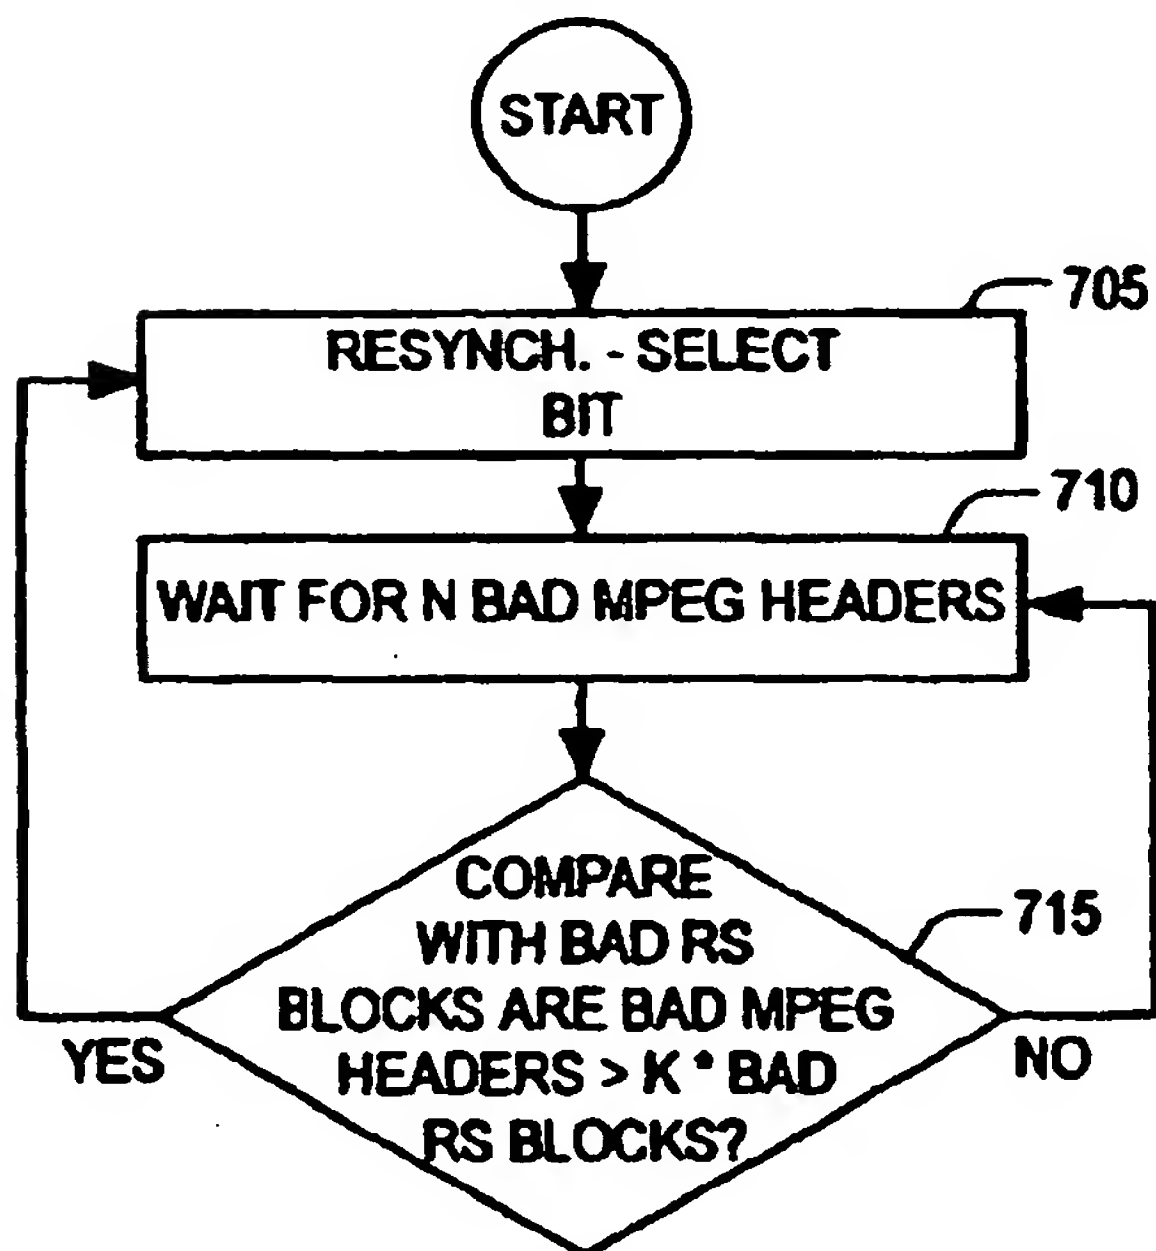 START
705
RESYNCH. - SELECT
BIT
710
WAIT FOR N BAD MPEG HEADERS
COMPARE
WITH BAD RS
BLOCKS ARE BAD MPEG
HEADERS > K * BAD
RS BLOCKS?
715
YES
NO